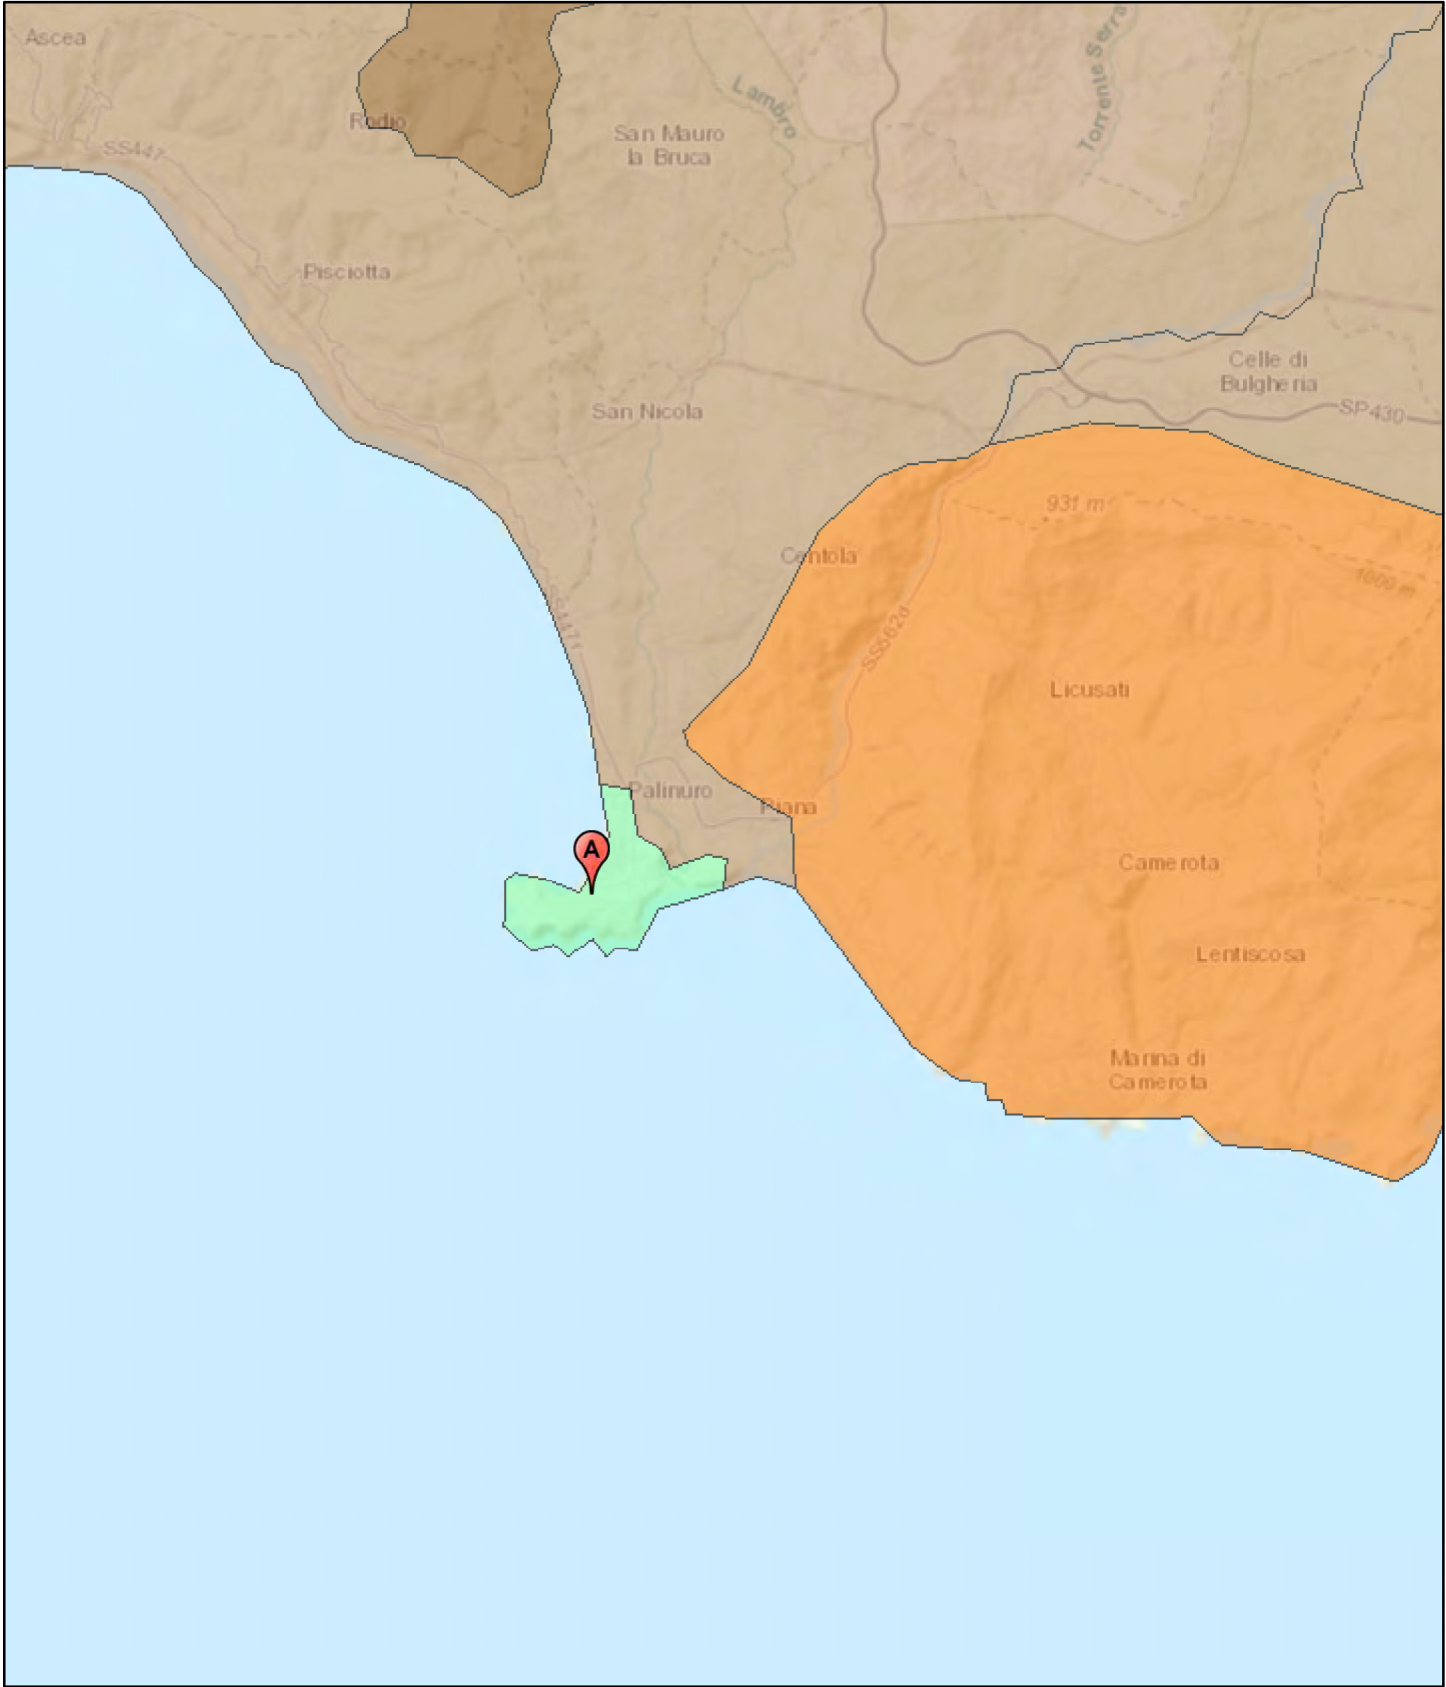 Ascea
Rodio
SS447
San Mauro
la Bruca
Lambro
Torrente Serra
Pisciotta
San Nicola
Celle di
Bulgheria
SP430
931 m
1000 m
Centola
SS447r
SS562d
Licusati
Palinuro
Piana
A
Camerota
Lentiscosa
Marina di
Camerota